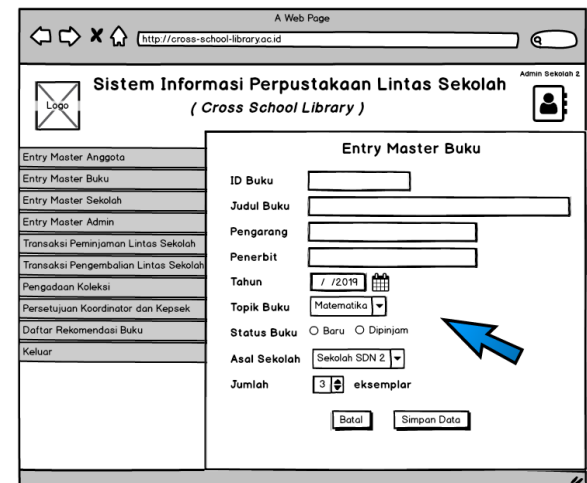 A Web Page
http://cross-school-library.ac.id
Sistem Informasi Perpustakaan Lintas Sekolah
( Cross School Library )
Logo
Admin Sekolah 2
Entry Master Anggota
Entry Master Buku
Entry Master Sekolah
Entry Master Admin
Transaksi Peminjaman Lintas Sekolah
Transaksi Pengembalian Lintas Sekolah
Pengadaan Koleksi
Persetujuan Koordinator dan Kepsek
Daftar Rekomendasi Buku
Keluar
Entry Master Buku
ID Buku
Judul Buku
Pengarang
Penerbit
Tahun / /2019
Topik Buku Matematika
Status Buku Baru Dipinjam
Asal Sekolah Sekolah SDN 2
Jumlah 3 eksemplar
Batal Simpan Data